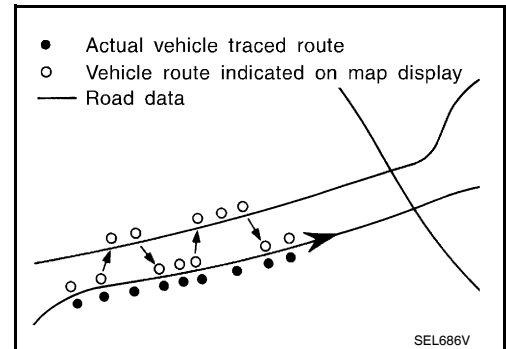 Actual vehicle traced route
Vehicle route indicated on map display
Road data
SEL686V